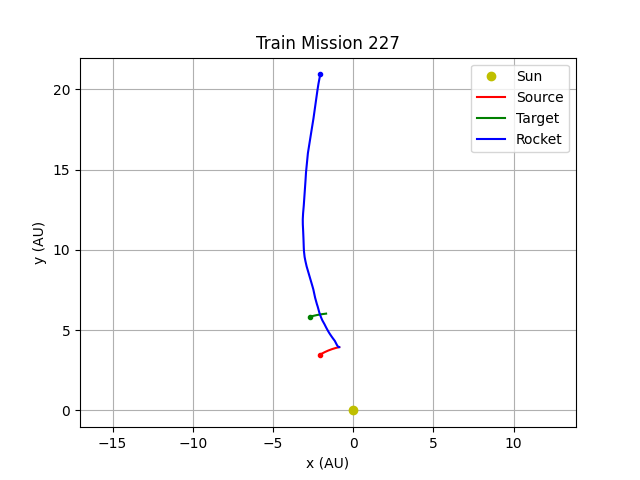 Train Mission 227
Sun
Source
Target
Rocket
y (AU)
20
15
10
5
0
−15
−10
−5
0
5
10
x (AU)